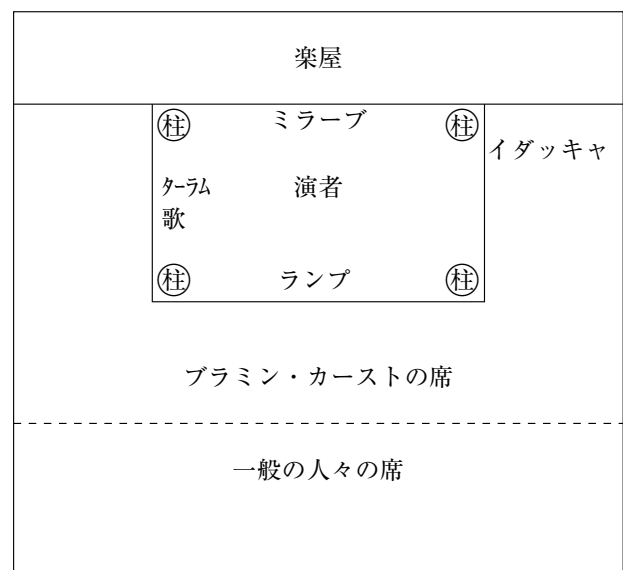 楽屋
柱 ミラーブ 柱
イダッキャ
ターラム 演者
歌
柱 ランプ 柱
ブラミン・カーストの席
一般の人々の席